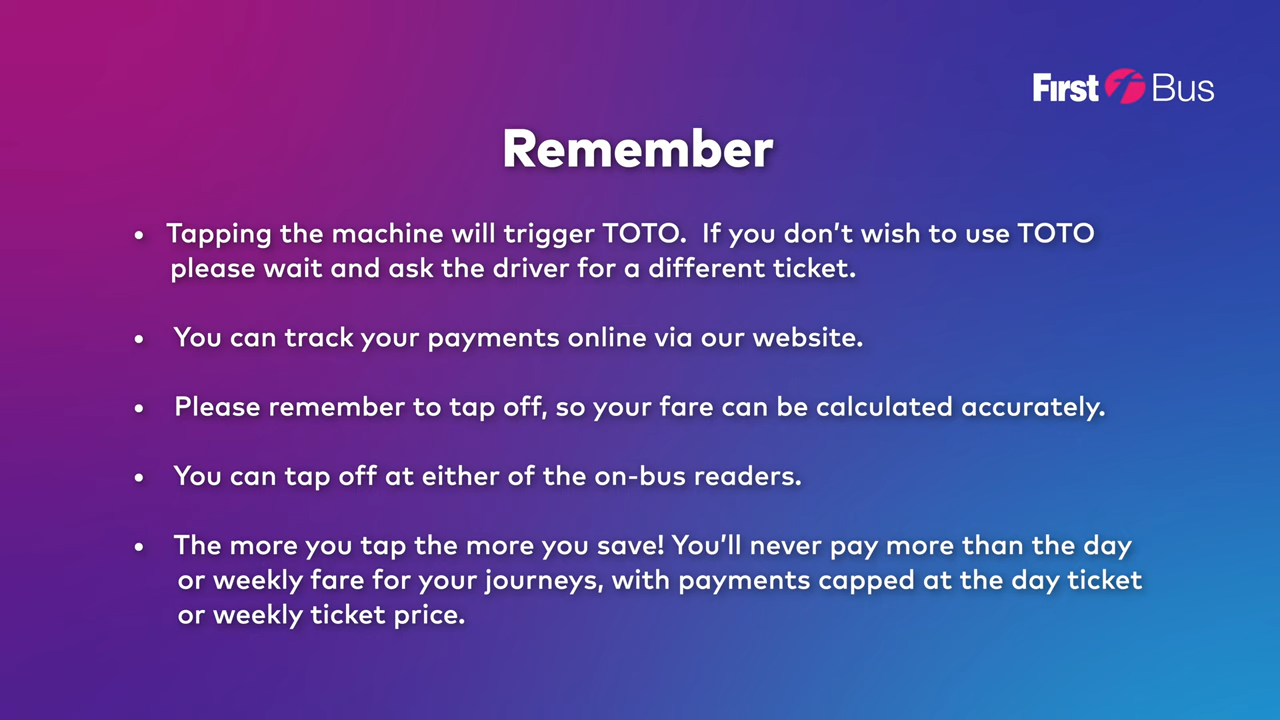 First Bus
Remember
• Tapping the machine will trigger TOTO. If you don't wish to use TOTO
please wait and ask the driver for a different ticket.
• You can track your payments online via our website.
• Please remember to tap off, so your fare can be calculated accurately.
• You can tap off at either of the on-bus readers.
• The more you tap the more you save! You'll never pay more than the day
or weekly fare for your journeys, with payments capped at the day ticket
or weekly ticket price.